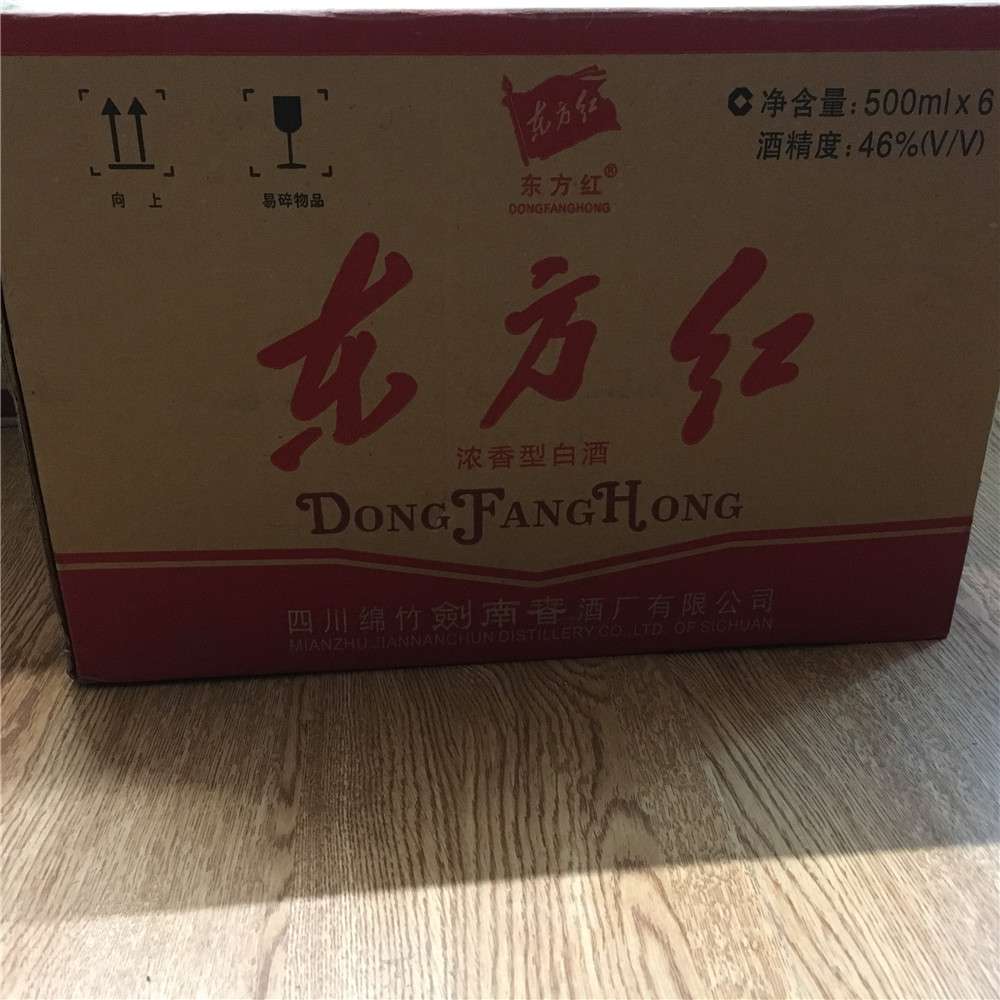 向 上
易碎物品
东方红
东方红®
DONGFANGHONG
净含量:500ml x 6
酒精度:46%(V/V)
东方红
浓香型白酒
DONGFANGHONG
四川绵竹劍南春酒厂有限公司
MIANZHU JIANNANCHUN DISTILLERY CO., LTD. OF SICHUAN